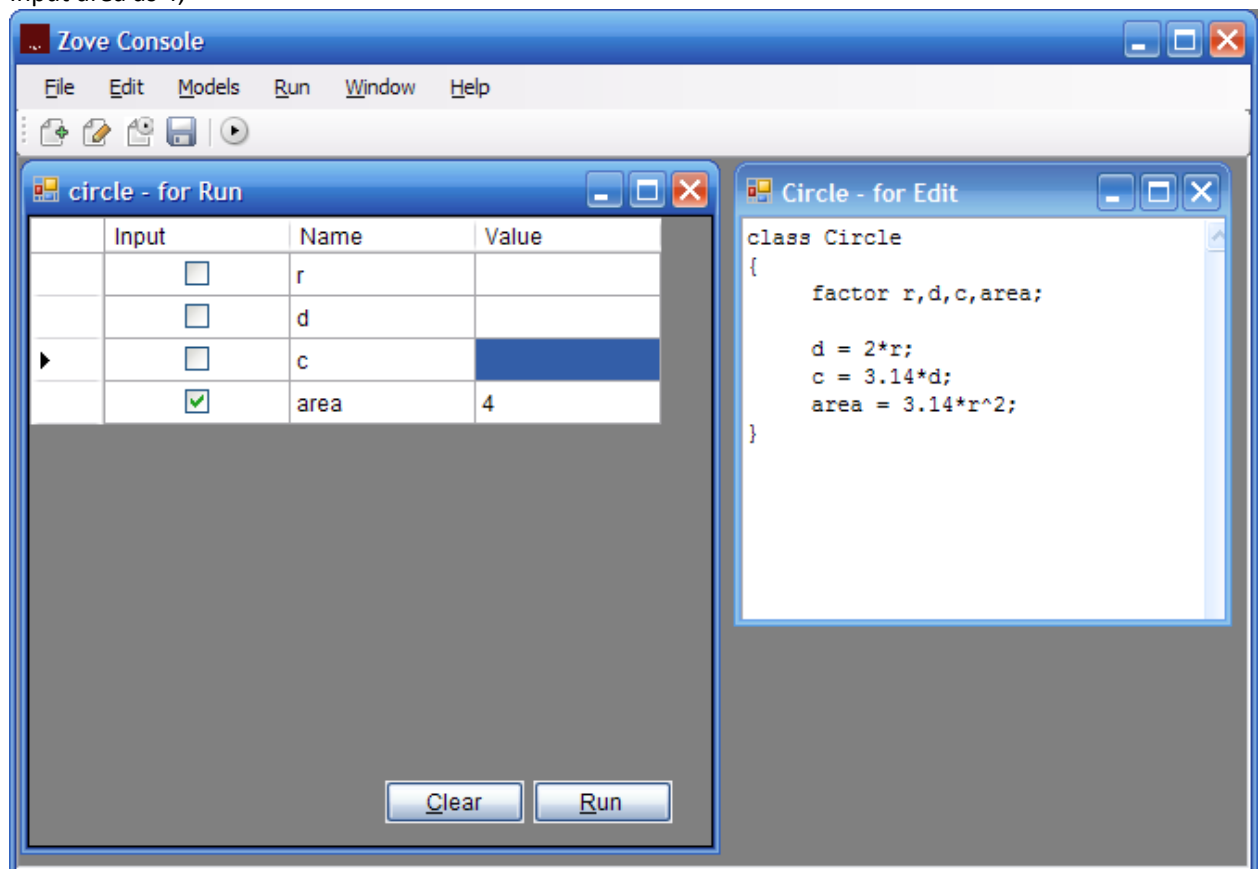 Input area as 4)
Zove Console
File Edit Models Run Window Help
circle - for Run
Input Name Value
r
d
c
area 4
Clear Run
Circle - for Edit
class Circle
{
factor r,d,c,area;
d = 2*r;
c = 3.14*d;
area = 3.14*r^2;
}